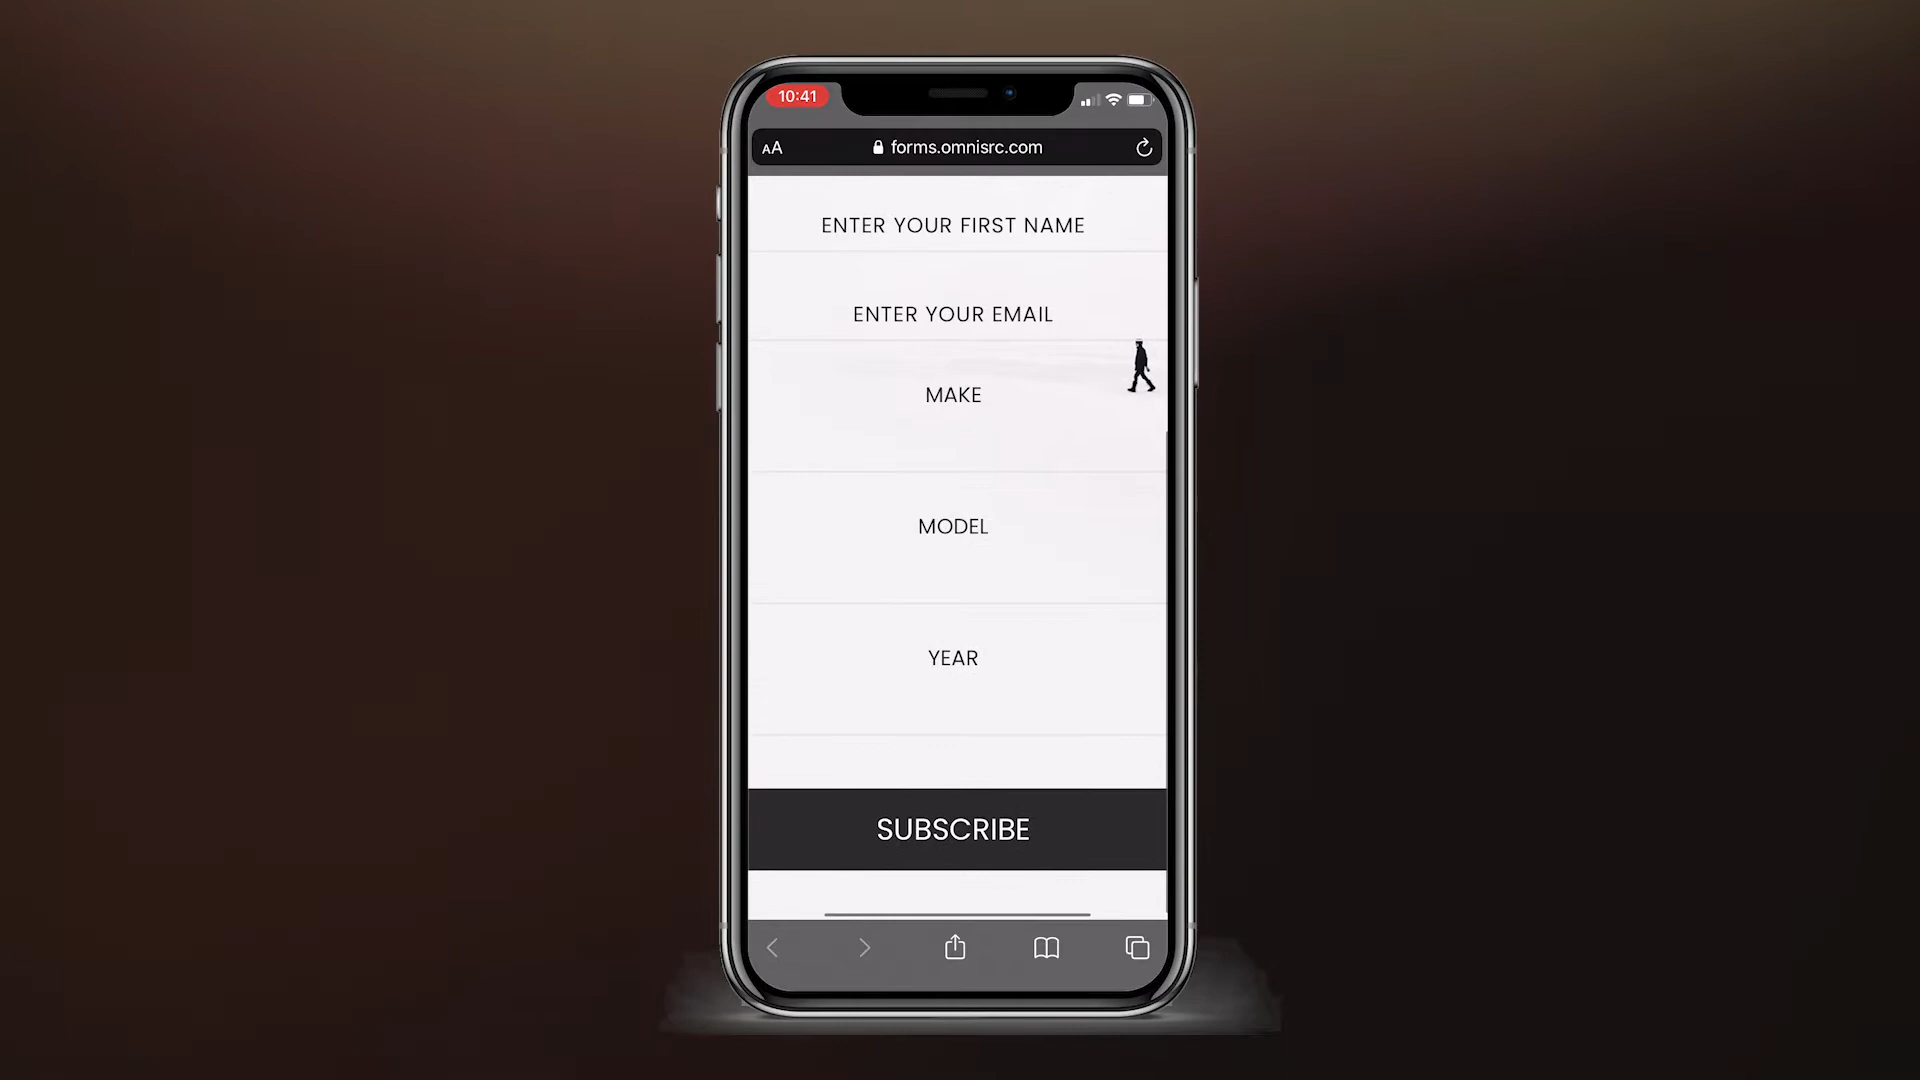 10:41
AA
forms.omnisrc.com
ENTER YOUR FIRST NAME
ENTER YOUR EMAIL
MAKE
MODEL
YEAR
SUBSCRIBE